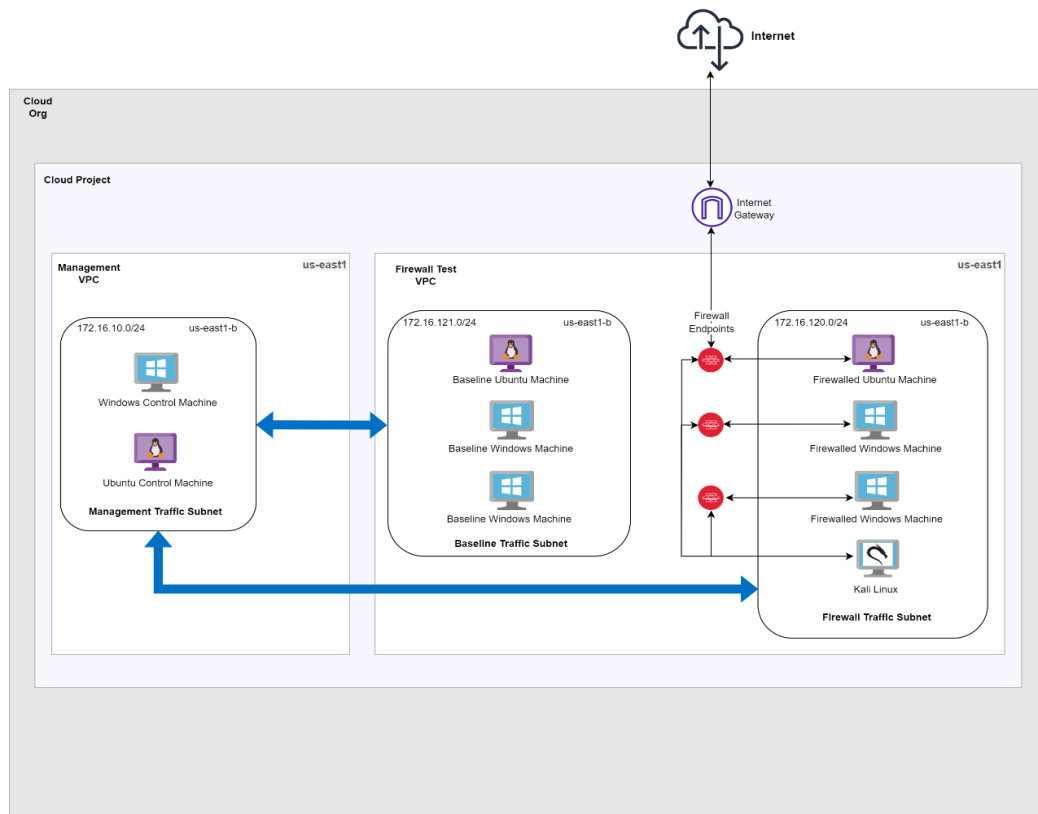 Internet
Cloud
Org
Cloud Project
Internet
Gateway
Management
VPC
us-east1
Firewall Test
VPC
us-east1
172.16.10.0/24
us-east1-b
Windows Control Machine
Ubuntu Control Machine
Management Traffic Subnet
172.16.121.0/24
us-east1-b
Baseline Ubuntu Machine
Baseline Windows Machine
Baseline Windows Machine
Baseline Traffic Subnet
Firewall
Endpoints
172.16.120.0/24
us-east1-b
Firewalled Ubuntu Machine
Firewalled Windows Machine
Firewalled Windows Machine
Kali Linux
Firewall Traffic Subnet